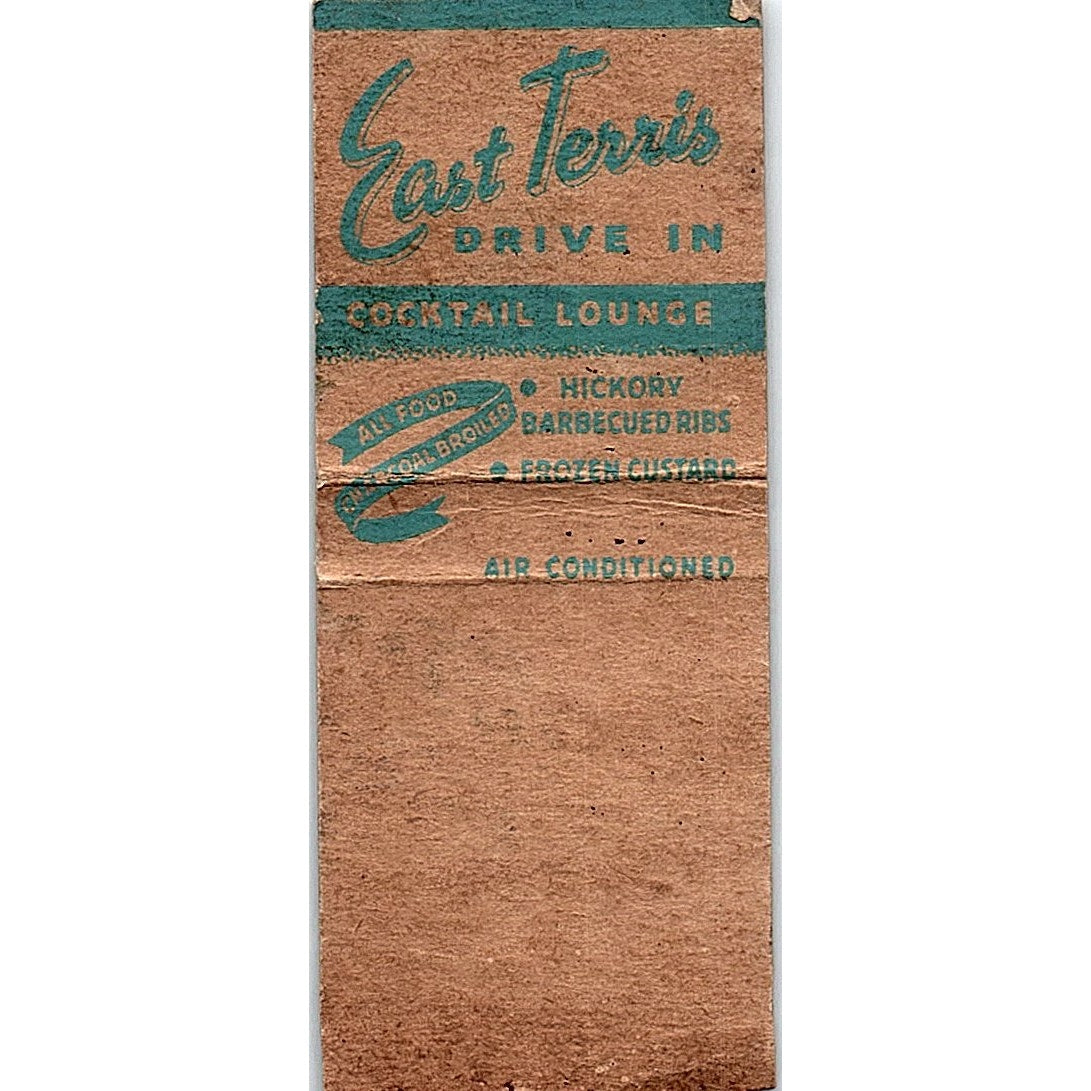 East Terris
DRIVE IN
COCKTAIL LOUNGE
ALL FOOD
CHARCOAL BROILED
• HICKORY
BARBECUED RIBS
• FROZEN CUSTARD
AIR CONDITIONED